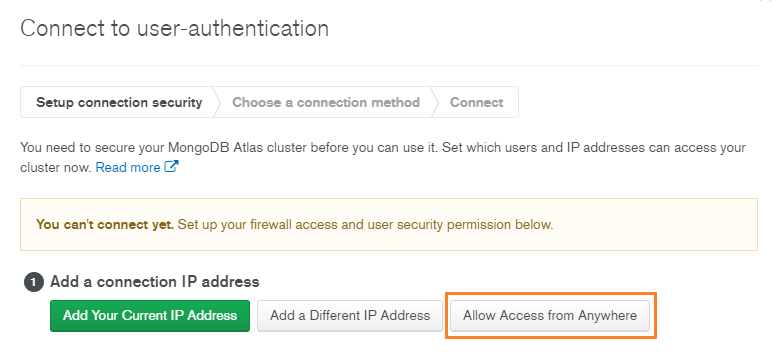 Connect to user-authentication
Setup connection security
Choose a connection method
Connect
You need to secure your MongoDB Atlas cluster before you can use it. Set which users and IP addresses can access your
cluster now. Read more
You can't connect yet. Set up your firewall access and user security permission below.
1 Add a connection IP address
Add Your Current IP Address
Add a Different IP Address
Allow Access from Anywhere